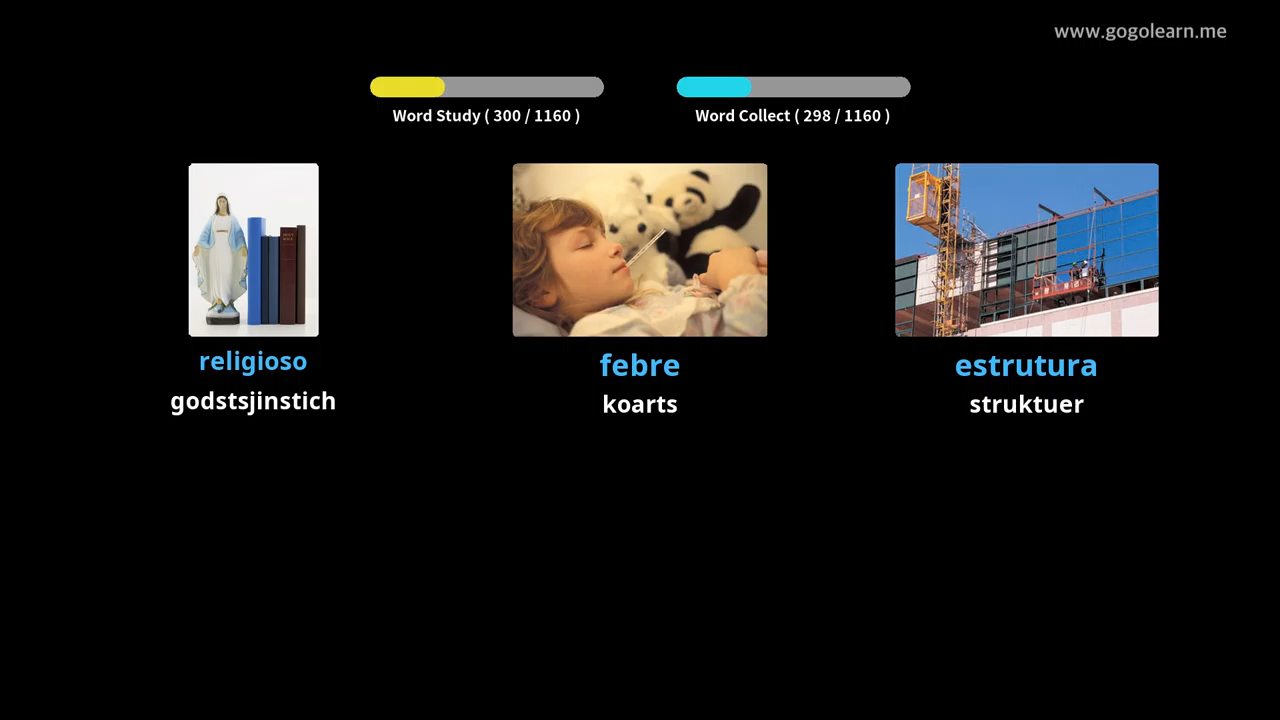 www.gogolearn.me
Word Study ( 300 / 1160 )
Word Collect ( 298 / 1160 )
religioso
godstsjinstich
febre
koarts
estrutura
struktuer